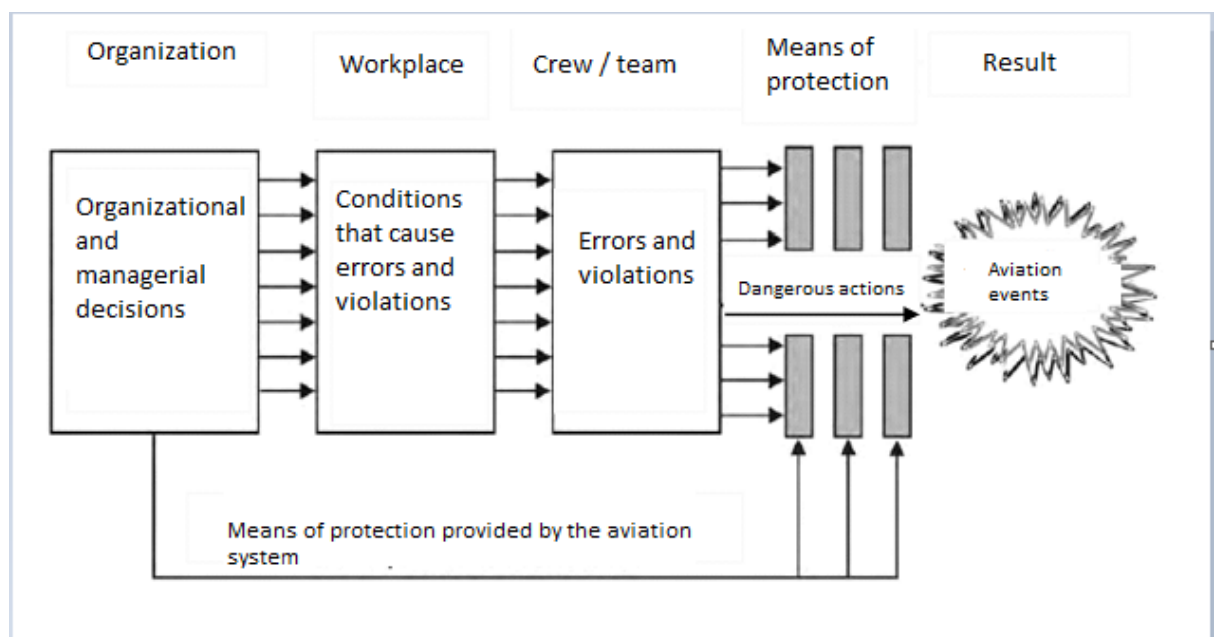 Organization
Workplace
Crew / team
Means of
protection
Result
Organizational
and
managerial
decisions
Conditions
that cause
errors and
violations
Errors and
violations
Dangerous actions
Aviation
events
Means of protection provided by the aviation
system